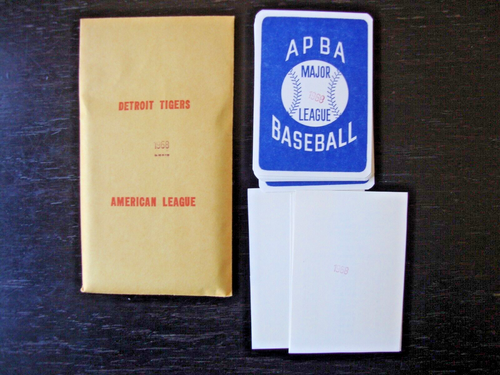 DETROIT TIGERS
AMERICAN LEAGUE
APBA
MAJOR
LEAGUE
BASEBALL